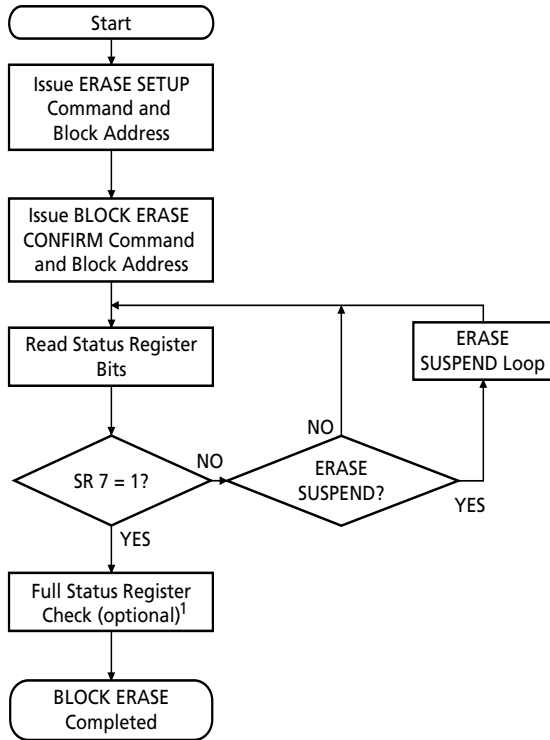 Start
Issue ERASE SETUP
Command and
Block Address
Issue BLOCK ERASE
CONFIRM Command
and Block Address
Read Status Register
Bits
ERASE
SUSPEND Loop
SR 7 = 1?
NO
ERASE
SUSPEND?
NO
YES
YES
Full Status Register
Check (optional)1
BLOCK ERASE
Completed